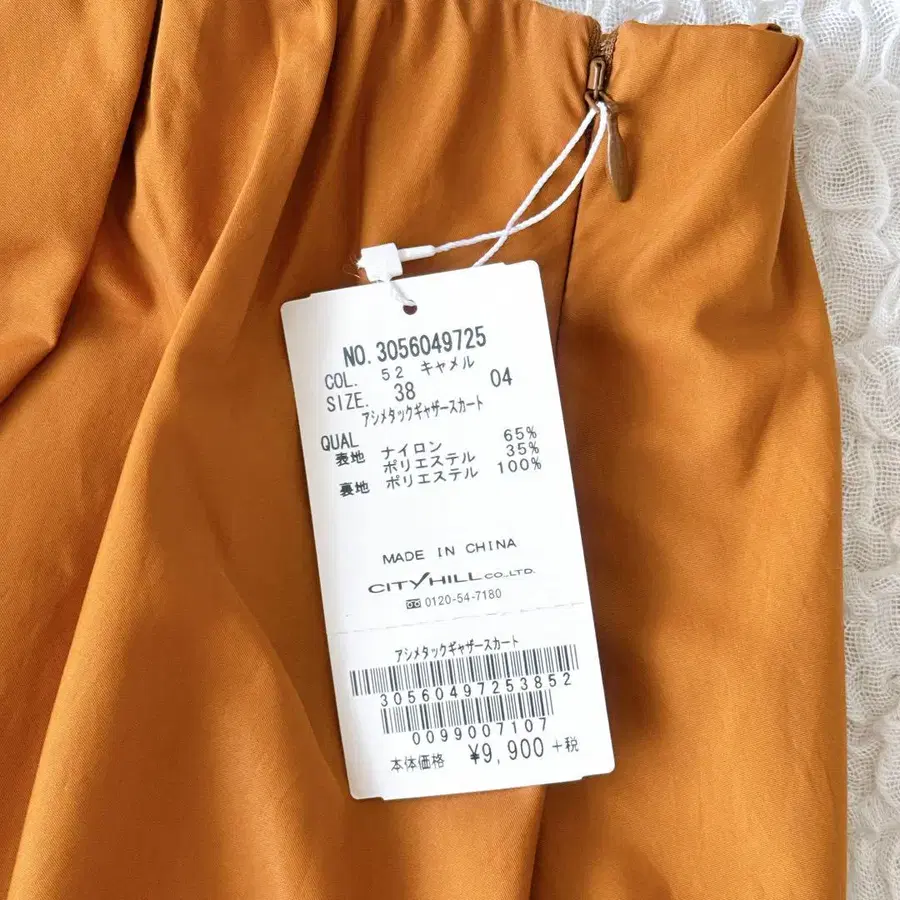 NO. 3056049725
COL. 52 キャメル
SIZE. 38 04
アシメタックギャザースカート
QUAL
表地 ナイロン 65%
ポリエステル 35%
裏地 ポリエステル 100%
MADE IN CHINA
CITYHILL CO.,LTD.
0120-54-7180
アシメタックギャザースカート
30560497253852
0099007107
本体価格 ¥9,900+税